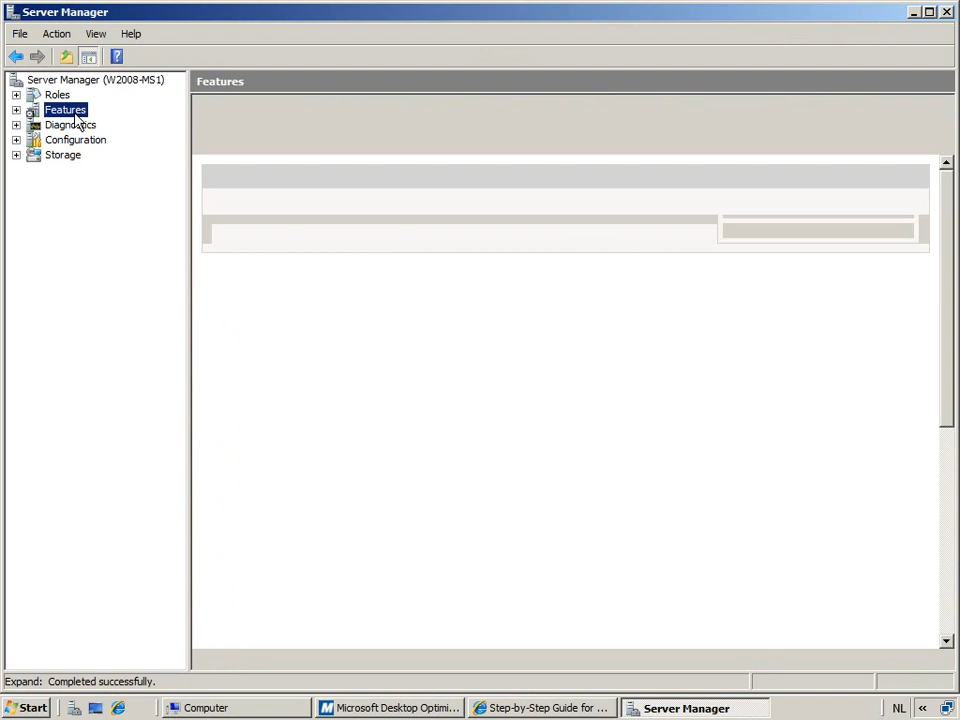 Server Manager
File Action View Help
Server Manager (W2008-MS1)
Features
Roles
Features
Diagnostics
Configuration
Storage
Expand: Completed successfully.
Start Computer Microsoft Desktop Optimi... Step-by-Step Guide for ... Server Manager NL «